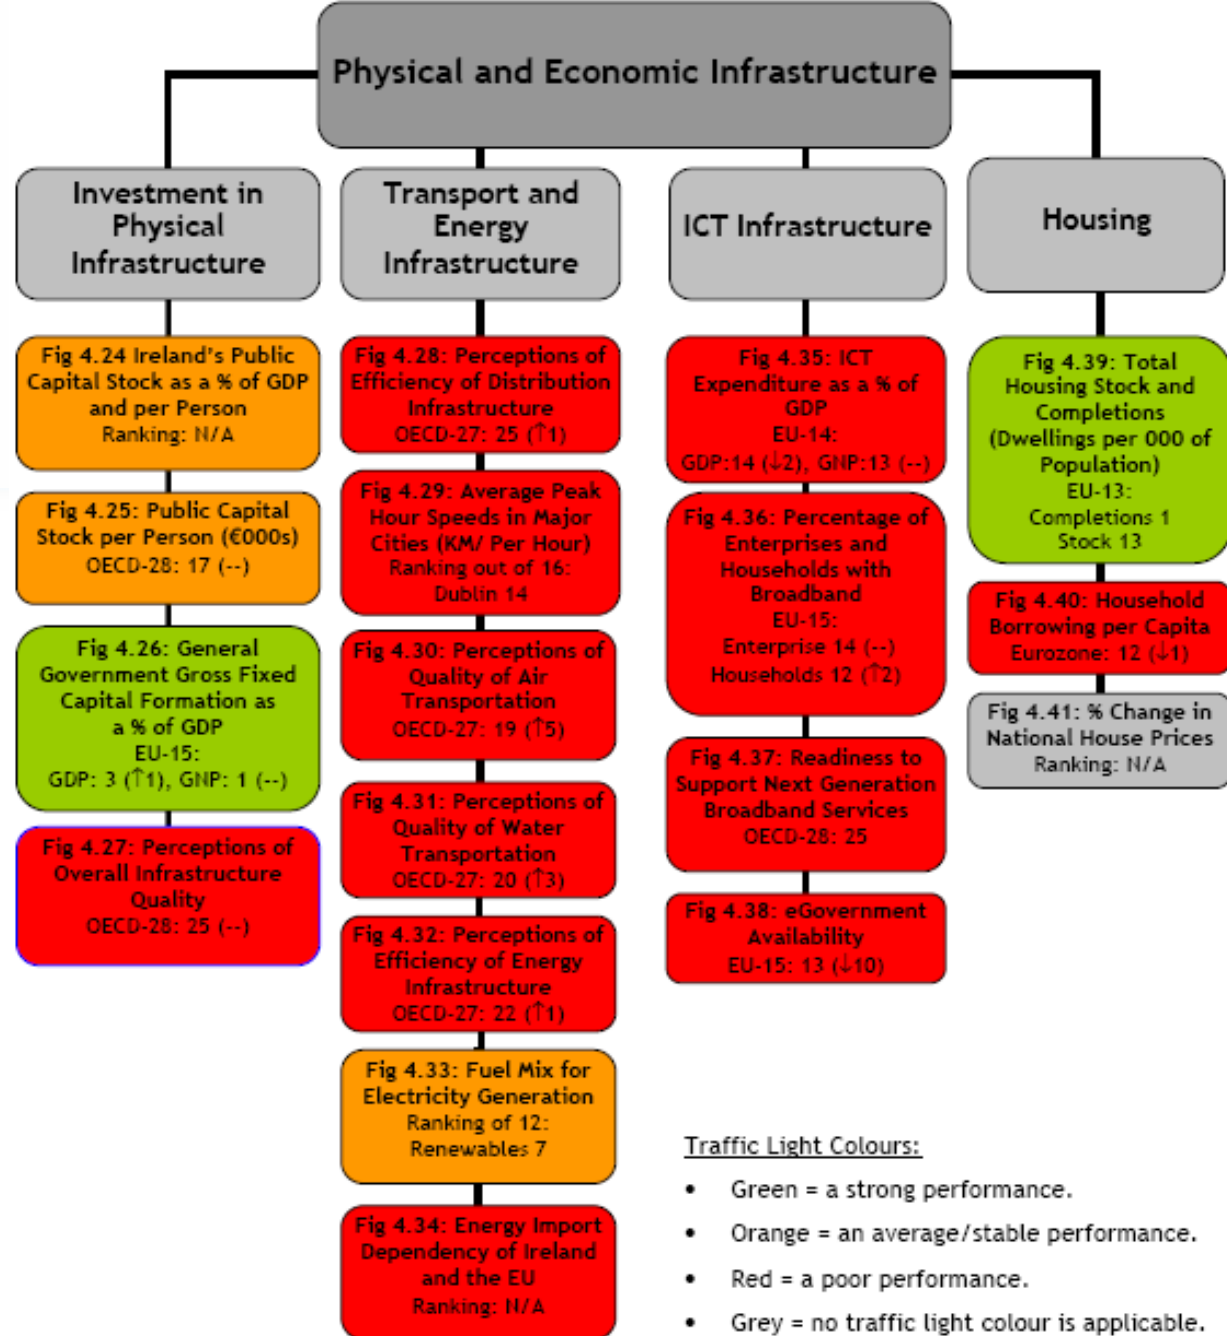 Physical and Economic Infrastructure
Investment in
Physical
Infrastructure
Fig 4.24 Ireland's Public
Capital Stock as a % of GDP
and per Person
Ranking: N/A
Fig 4.25: Public Capital
Stock per Person (€000s)
OECD-28: 17 (--)
Fig 4.26: General
Government Gross Fixed
Capital Formation as
a % of GDP
EU-15:
GDP: 3 (↑1), GNP: 1 (--)
Fig 4.27: Perceptions of
Overall Infrastructure
Quality
OECD-28: 25 (--)
Transport and
Energy
Infrastructure
Fig 4.28: Perceptions of
Efficiency of Distribution
Infrastructure
OECD-27: 25 (↑1)
Fig 4.29: Average Peak
Hour Speeds in Major
Cities (KM/ Per Hour)
Ranking out of 16:
Dublin 14
Fig 4.30: Perceptions of
Quality of Air
Transportation
OECD-27: 19 (↑5)
Fig 4.31: Perceptions of
Quality of Water
Transportation
OECD-27: 20 (↑3)
Fig 4.32: Perceptions of
Efficiency of Energy
Infrastructure
OECD-27: 22 (↑1)
Fig 4.33: Fuel Mix for
Electricity Generation
Ranking of 12:
Renewables 7
Fig 4.34: Energy Import
Dependency of Ireland
and the EU
Ranking: N/A
ICT Infrastructure
Fig 4.35: ICT
Expenditure as a % of
GDP
EU-14:
GDP:14 (↓2), GNP:13 (--)
Fig 4.36: Percentage of
Enterprises and
Households with
Broadband
EU-15:
Enterprise 14 (--)
Households 12 (↑2)
Fig 4.37: Readiness to
Support Next Generation
Broadband Services
OECD-28: 25
Fig 4.38: eGovernment
Availability
EU-15: 13 (↓10)
Housing
Fig 4.39: Total
Housing Stock and
Completions
(Dwellings per 000 of
Population)
EU-13:
Completions 1
Stock 13
Fig 4.40: Household
Borrowing per Capita
Eurozone: 12 (↓1)
Fig 4.41: % Change in
National House Prices
Ranking: N/A
Traffic Light Colours:
• Green = a strong performance.
• Orange = an average/stable performance.
• Red = a poor performance.
• Grey = no traffic light colour is applicable.